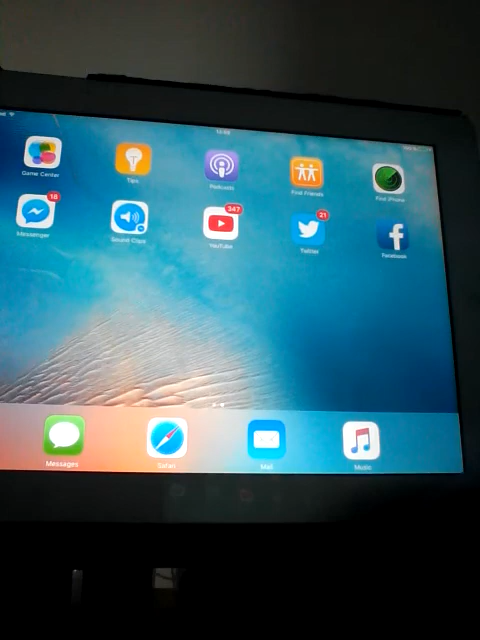 Game Center
Tips
Podcasts
Find Friends
Find iPhone
18
347
21
Messenger
Sound Clips
YouTube
Twitter
Facebook
Messages
Safari
Mail
Music